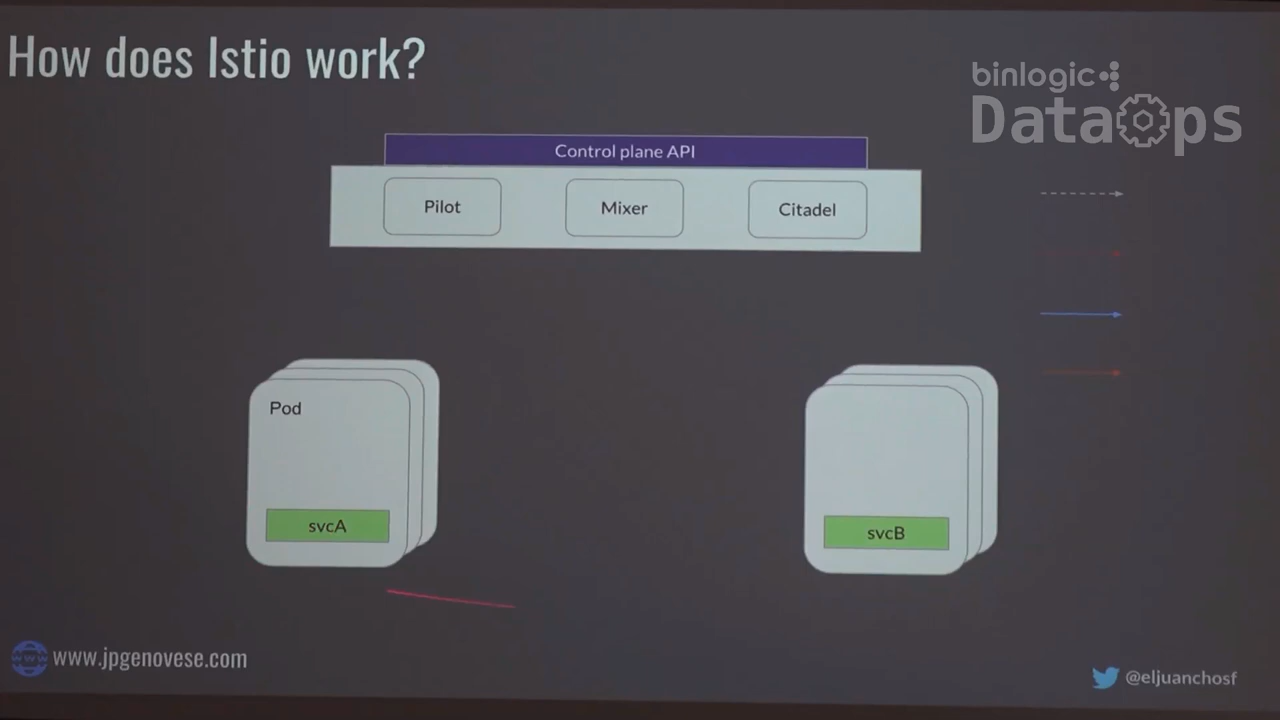 How does Istio work?
binlogic
DataOps
Control plane API
Pilot
Mixer
Citadel
Pod
svcA
svcB
www.jpgenovese.com
@eljuanchosf